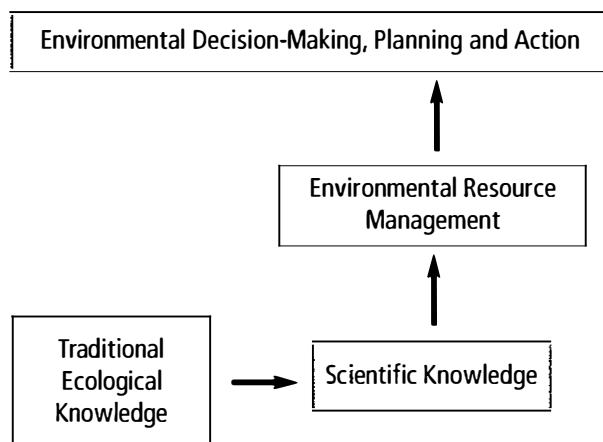 Environmental Decision-Making, Planning and Action
Environmental Resource
Management
Traditional
Ecological
Knowledge
Scientific Knowledge